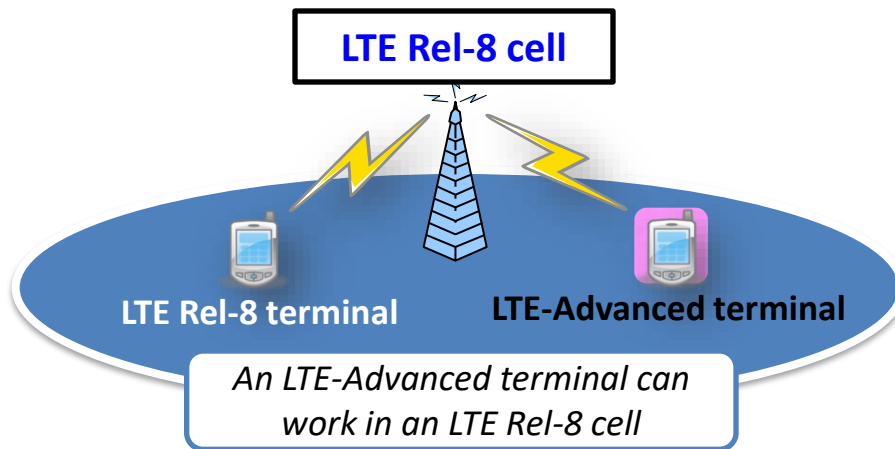 LTE Rel-8 cell
LTE Rel-8 terminal
LTE-Advanced terminal
An LTE-Advanced terminal can
work in an LTE Rel-8 cell